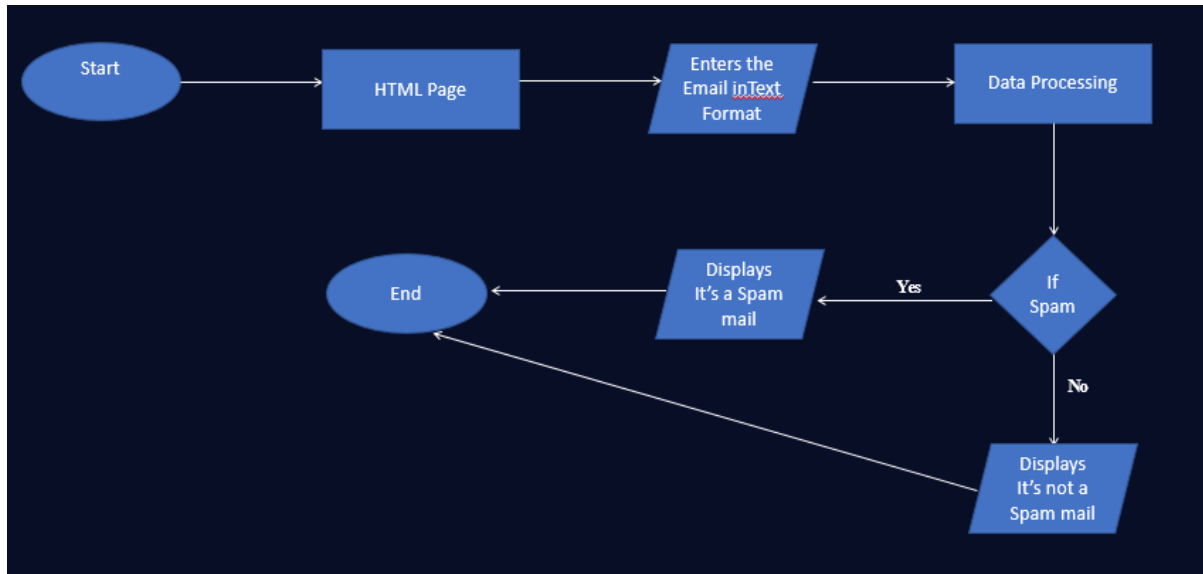 Start
HTML Page
Enters the
Email inText
Format
Data Processing
If
Spam
Yes
Displays
It's a Spam
mail
End
No
Displays
It's not a
Spam mail